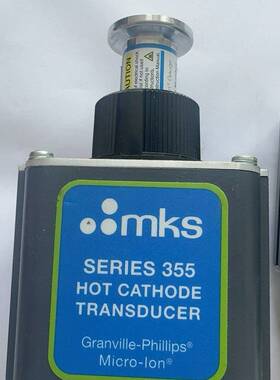 CAUTION
mks
SERIES 355
HOT CATHODE
TRANSDUCER
Granville-Phillips®
Micro-Ion®